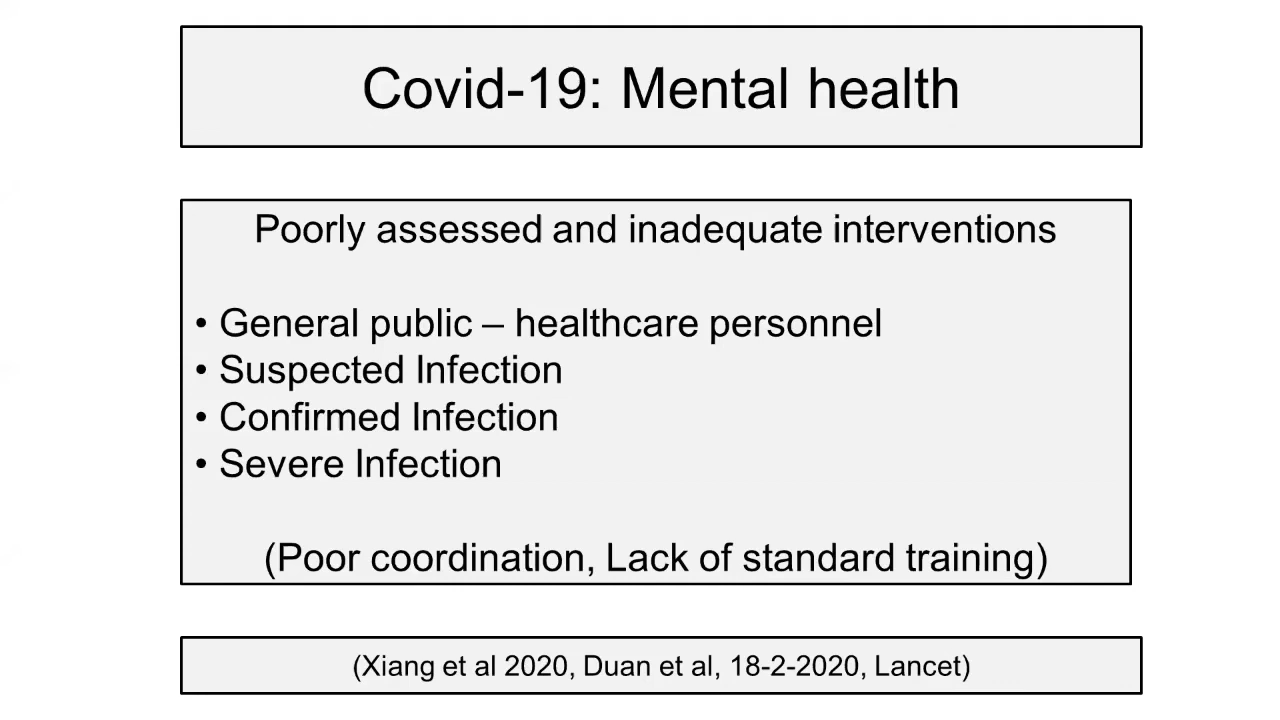 Covid-19: Mental health
Poorly assessed and inadequate interventions
• General public – healthcare personnel
• Suspected Infection
• Confirmed Infection
• Severe Infection
(Poor coordination, Lack of standard training)
(Xiang et al 2020, Duan et al, 18-2-2020, Lancet)